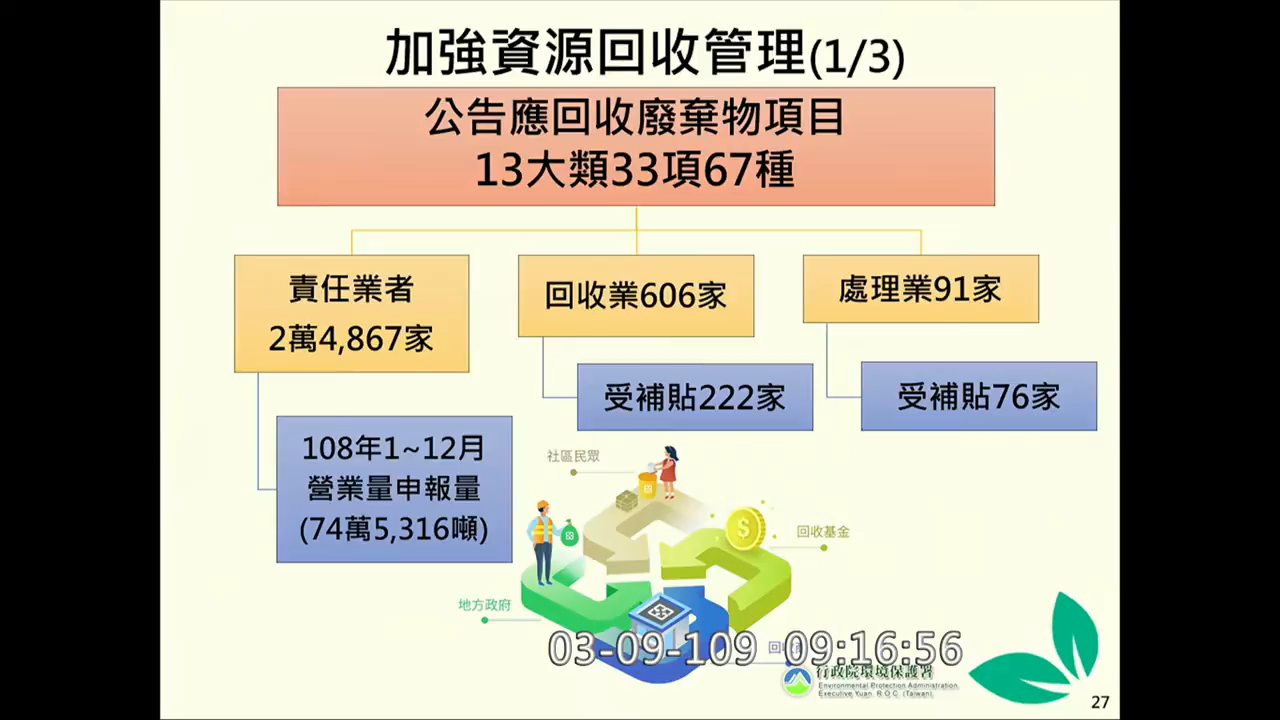 加強資源回收管理(1/3)
公告應回收廢棄物項目
13大類33項67種
責任業者
2萬4,867家
回收業606家
處理業91家
受補貼222家
受補貼76家
108年1~12月
營業量申報量
(74萬5,316噸)
社區民眾
回收基金
地方政府
03-09-109 09:16:56
行政院環境保護署
Environmental Protection Administration
Executive Yuan, R.O.C. (Taiwan)
27